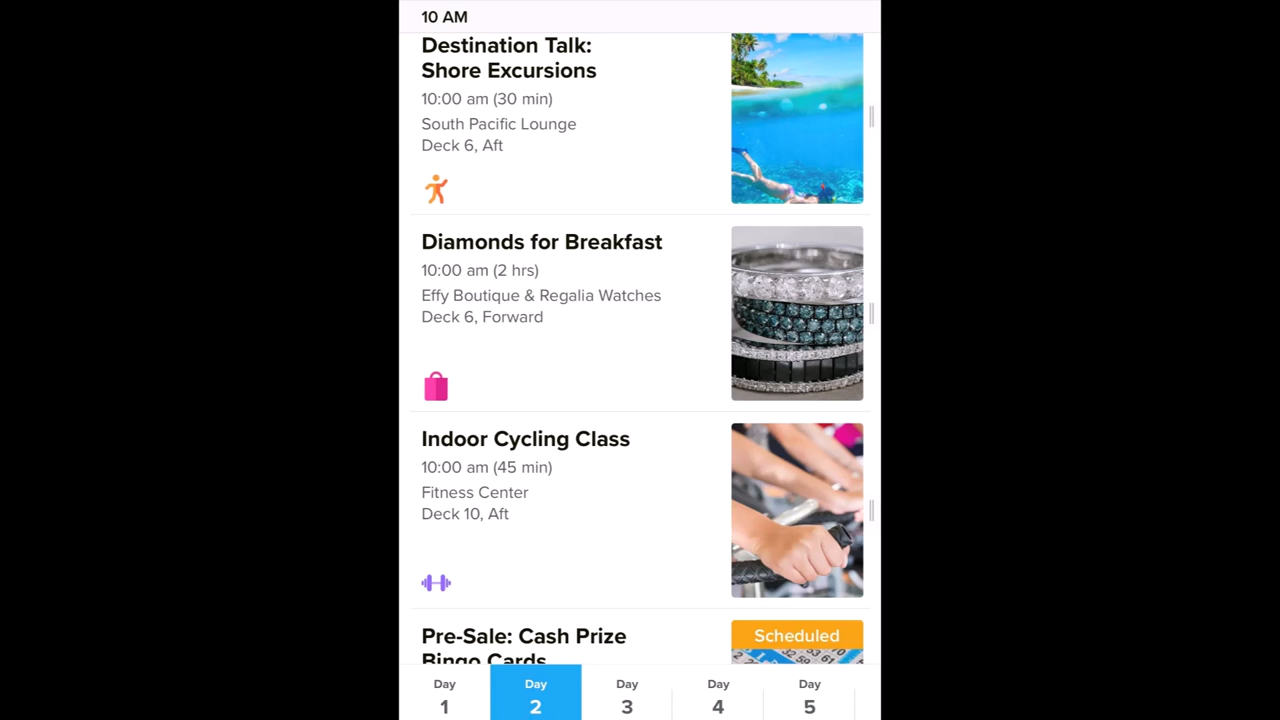 10 AM
Destination Talk:
Shore Excursions
10:00 am (30 min)
South Pacific Lounge
Deck 6, Aft
Diamonds for Breakfast
10:00 am (2 hrs)
Effy Boutique & Regalia Watches
Deck 6, Forward
Indoor Cycling Class
10:00 am (45 min)
Fitness Center
Deck 10, Aft
Pre-Sale: Cash Prize
Bingo Cards
Scheduled
Day Day Day Day Day
1 2 3 4 5